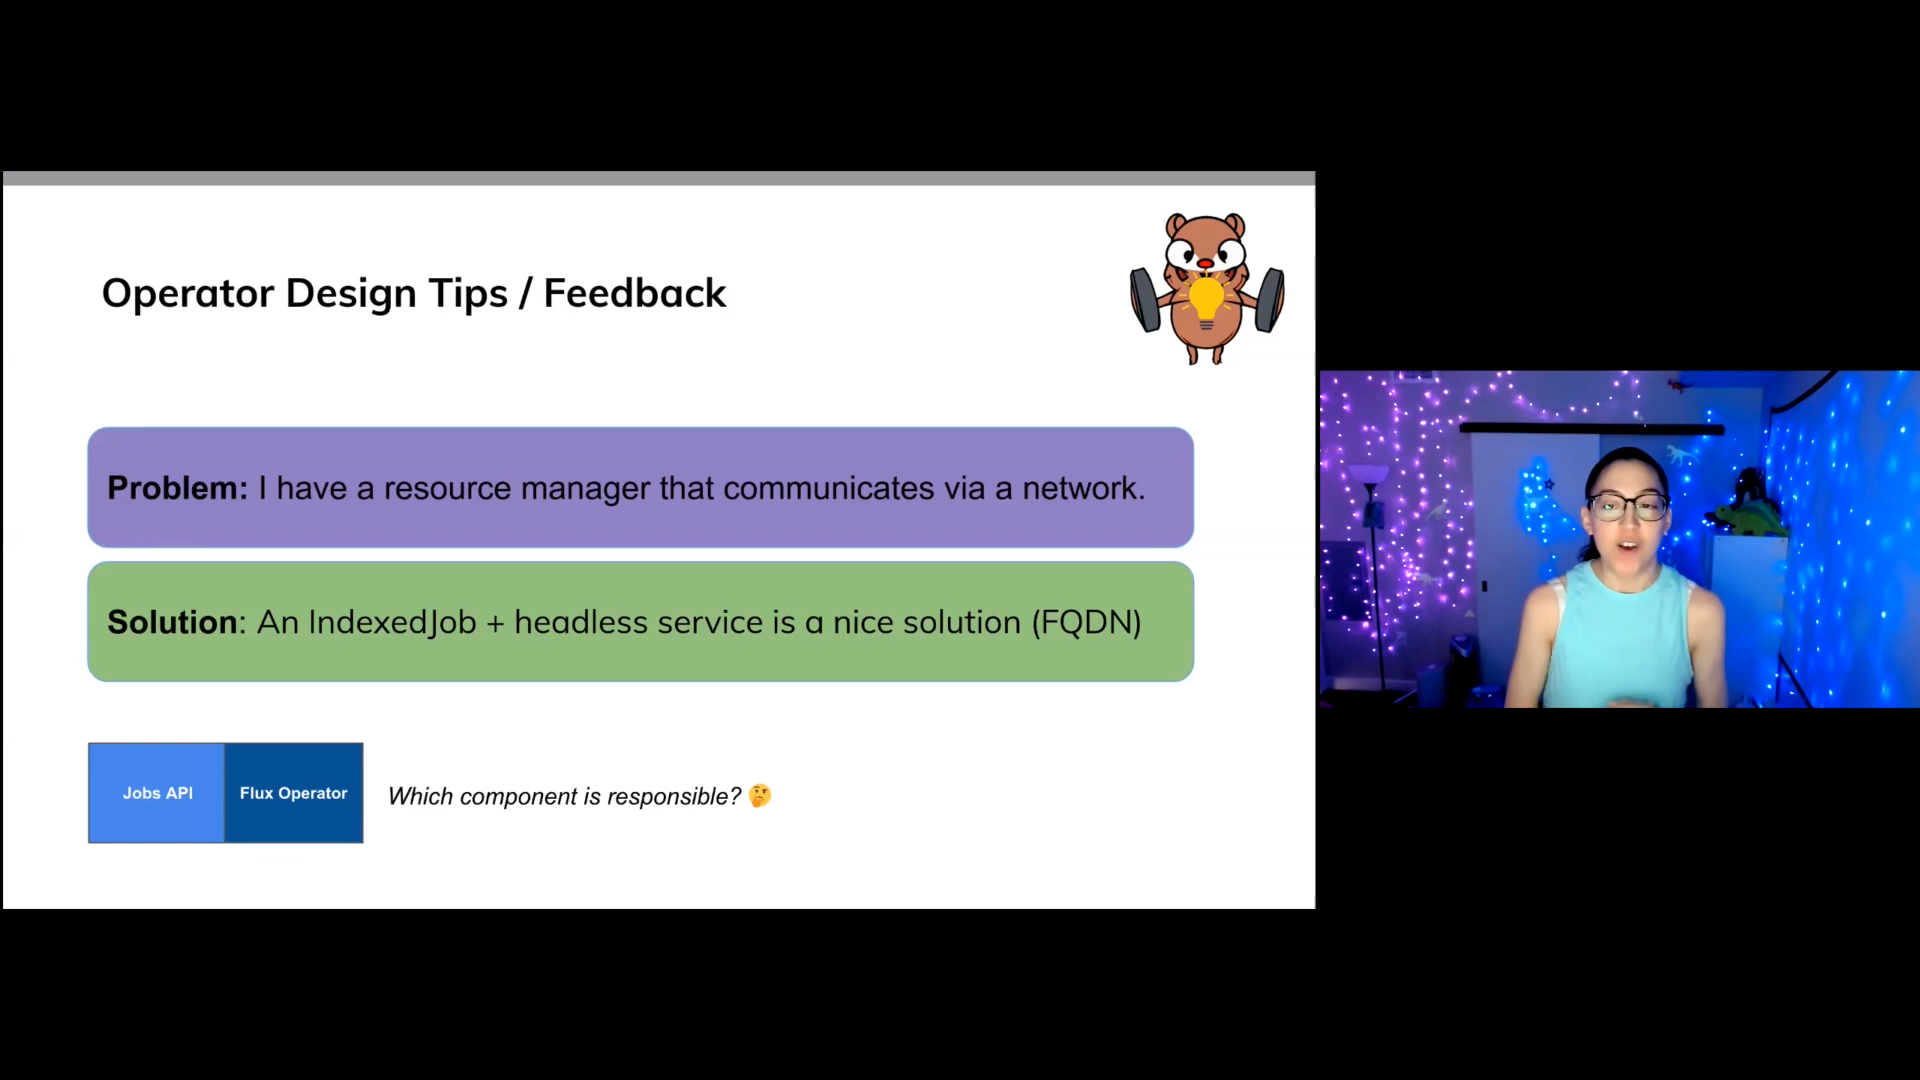 Operator Design Tips / Feedback
Problem: I have a resource manager that communicates via a network.
Solution: An IndexedJob + headless service is a nice solution (FQDN)
Jobs API
Flux Operator
Which component is responsible? 🤔